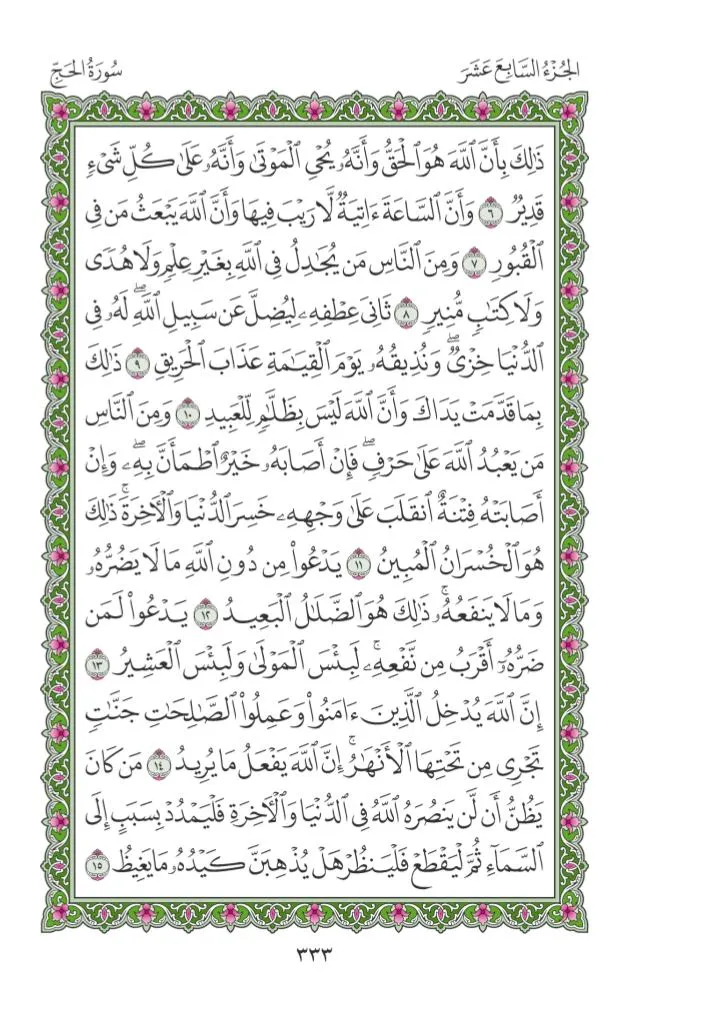 الجُزْءُ السَّابِعَ عَشَرَ
سُورَةُ الحَجِّ
ذَٰلِكَ بِأَنَّ ٱللَّهَ هُوَ ٱلْحَقُّ وَأَنَّهُۥ يُحْىِ ٱلْمَوْتَىٰ وَأَنَّهُۥ عَلَىٰ كُلِّ شَىْءٍ
قَدِيرٌ ٦ وَأَنَّ ٱلسَّاعَةَ ءَاتِيَةٌ لَّا رَيْبَ فِيهَا وَأَنَّ ٱللَّهَ يَبْعَثُ مَن فِى
ٱلْقُبُورِ ٧ وَمِنَ ٱلنَّاسِ مَن يُجَٰدِلُ فِى ٱللَّهِ بِغَيْرِ عِلْمٍ وَلَا هُدًى
وَلَا كِتَٰبٍ مُّنِيرٍ ٨ ثَانِىَ عِطْفِهِۦ لِيُضِلَّ عَن سَبِيلِ ٱللَّهِۖ لَهُۥ فِى
ٱلدُّنْيَا خِزْىٌۖ وَنُذِيقُهُۥ يَوْمَ ٱلْقِيَٰمَةِ عَذَابَ ٱلْحَرِيقِ ٩ ذَٰلِكَ
بِمَا قَدَّمَتْ يَدَاكَ وَأَنَّ ٱللَّهَ لَيْسَ بِظَلَّٰمٍ لِّلْعَبِيدِ ١٠ وَمِنَ ٱلنَّاسِ
مَن يَعْبُدُ ٱللَّهَ عَلَىٰ حَرْفٍۖ فَإِنْ أَصَابَهُۥ خَيْرٌ ٱطْمَأَنَّ بِهِۦۖ وَإِنْ
أَصَابَتْهُ فِتْنَةٌ ٱنقَلَبَ عَلَىٰ وَجْهِهِۦ خَسِرَ ٱلدُّنْيَا وَٱلْءَاخِرَةَۚ ذَٰلِكَ
هُوَ ٱلْخُسْرَانُ ٱلْمُبِينُ ١١ يَدْعُوا۟ مِن دُونِ ٱللَّهِ مَا لَا يَضُرُّهُۥ
وَمَا لَا يَنفَعُهُۥۚ ذَٰلِكَ هُوَ ٱلضَّلَٰلُ ٱلْبَعِيدُ ١٢ يَدْعُوا۟ لَمَن
ضَرُّهُۥٓ أَقْرَبُ مِن نَّفْعِهِۦۚ لَبِئْسَ ٱلْمَوْلَىٰ وَلَبِئْسَ ٱلْعَشِيرُ ١٣
إِنَّ ٱللَّهَ يُدْخِلُ ٱلَّذِينَ ءَامَنُوا۟ وَعَمِلُوا۟ ٱلصَّٰلِحَٰتِ جَنَّٰتٍ
تَجْرِى مِن تَحْتِهَا ٱلْأَنْهَٰرُۚ إِنَّ ٱللَّهَ يَفْعَلُ مَا يُرِيدُ ١٤ مَن كَانَ
يَظُنُّ أَن لَّن يَنصُرَهُ ٱللَّهُ فِى ٱلدُّنْيَا وَٱلْءَاخِرَةِ فَلْيَمْدُدْ بِسَبَبٍ إِلَى
ٱلسَّمَآءِ ثُمَّ لْيَقْطَعْ فَلْيَنظُرْ هَلْ يُذْهِبَنَّ كَيْدُهُۥ مَا يَغِيظُ ١٥
٣٣٣